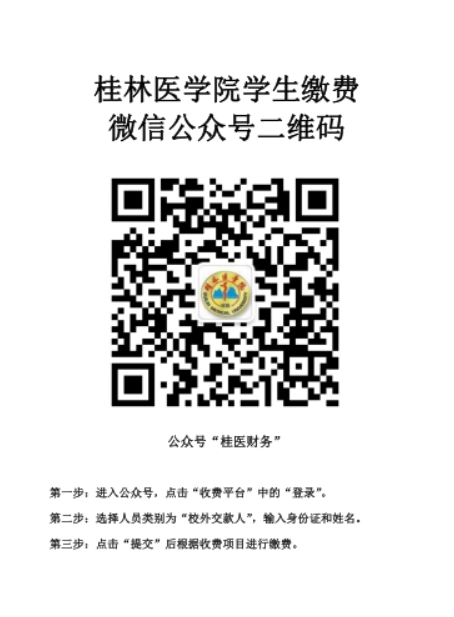 桂林医学院学生缴费
微信公众号二维码
公众号“桂医财务”
第一步：进入公众号，点击“收费平台”中的“登录”。
第二步：选择人员类别为“校外交款人”，输入身份证和姓名。
第三步：点击“提交”后根据收费项目进行缴费。